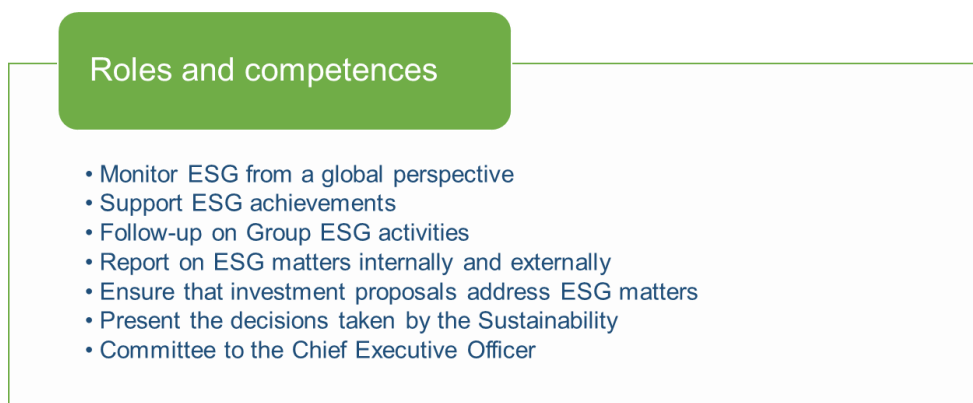 Roles and competences
• Monitor ESG from a global perspective
• Support ESG achievements
• Follow-up on Group ESG activities
• Report on ESG matters internally and externally
• Ensure that investment proposals address ESG matters
• Present the decisions taken by the Sustainability
• Committee to the Chief Executive Officer